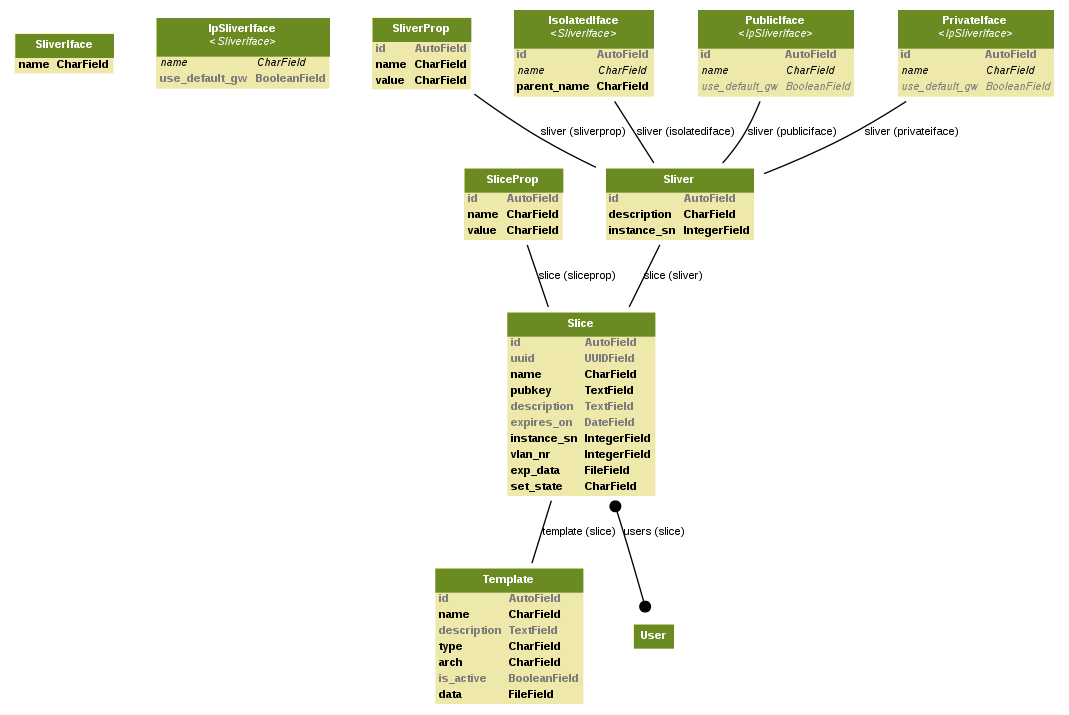 SliverIface
name CharField
IpSliverIface
<SliverIface>
name CharField
use_default_gw BooleanField
SliverProp
id AutoField
name CharField
value CharField
IsolatedIface
<SliverIface>
id AutoField
name CharField
parent_name CharField
PublicIface
<IpSliverIface>
id AutoField
name CharField
use_default_gw BooleanField
PrivateIface
<IpSliverIface>
id AutoField
name CharField
use_default_gw BooleanField
sliver (sliverprop)
sliver (isolatediface)
sliver (publiciface)
sliver (privateiface)
SliceProp
id AutoField
name CharField
value CharField
Sliver
id AutoField
description CharField
instance_sn IntegerField
slice (sliceprop)
slice (sliver)
Slice
id AutoField
uuid UUIDField
name CharField
pubkey TextField
description TextField
expires_on DateField
instance_sn IntegerField
vlan_nr IntegerField
exp_data FileField
set_state CharField
template (slice)
users (slice)
Template
id AutoField
name CharField
description TextField
type CharField
arch CharField
is_active BooleanField
data FileField
User